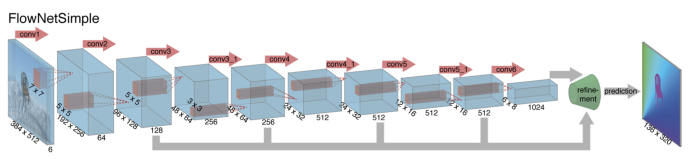 FlowNetSimple
conv1 conv2 conv3 conv3_1 conv4 conv4_1 conv5 conv5_1 conv6
7 x 7 5 x 5 5 x 5 3 x 3
384 x 512 192 x 256 96 x 128 48 x 64 48 x 64 24 x 32 24 x 32 12 x 16 12 x 16 6 x 8
6 64 128 256 256 512 512 512 512 1024
refine-
ment
prediction
136 x 320